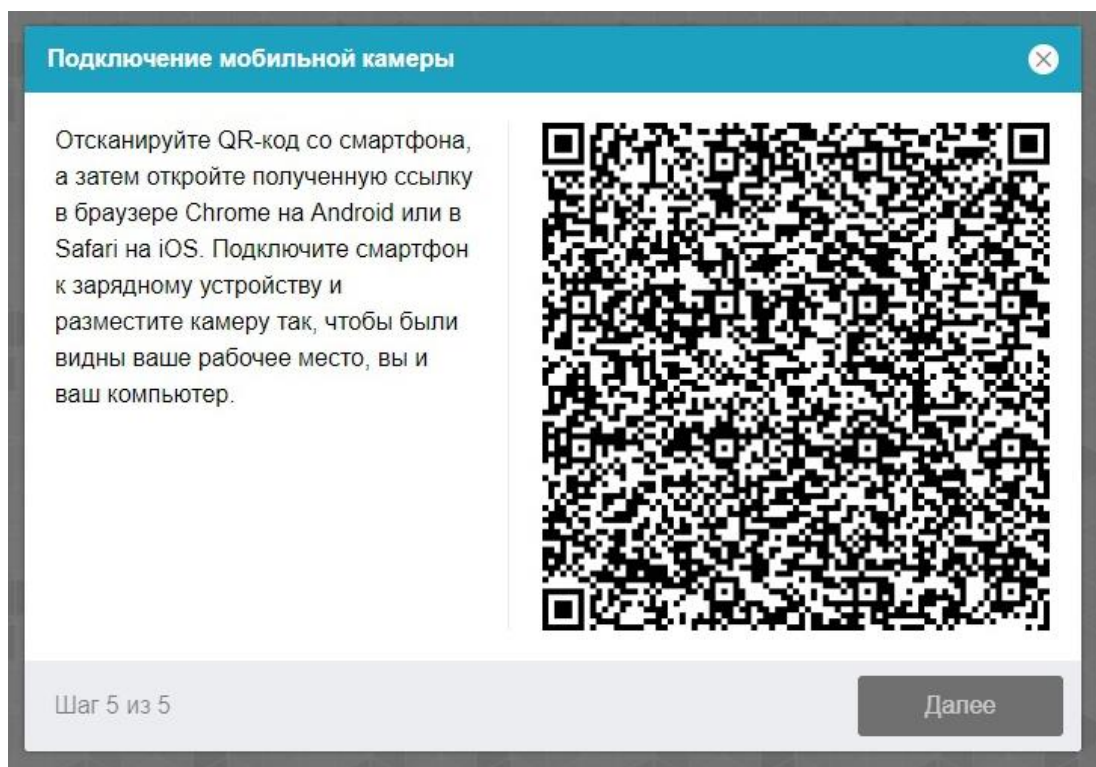 Подключение мобильной камеры
Отсканируйте QR-код со смартфона,
а затем откройте полученную ссылку
в браузере Chrome на Android или в
Safari на iOS. Подключите смартфон
к зарядному устройству и
разместите камеру так, чтобы были
видны ваше рабочее место, вы и
ваш компьютер.
Шаг 5 из 5
Далее